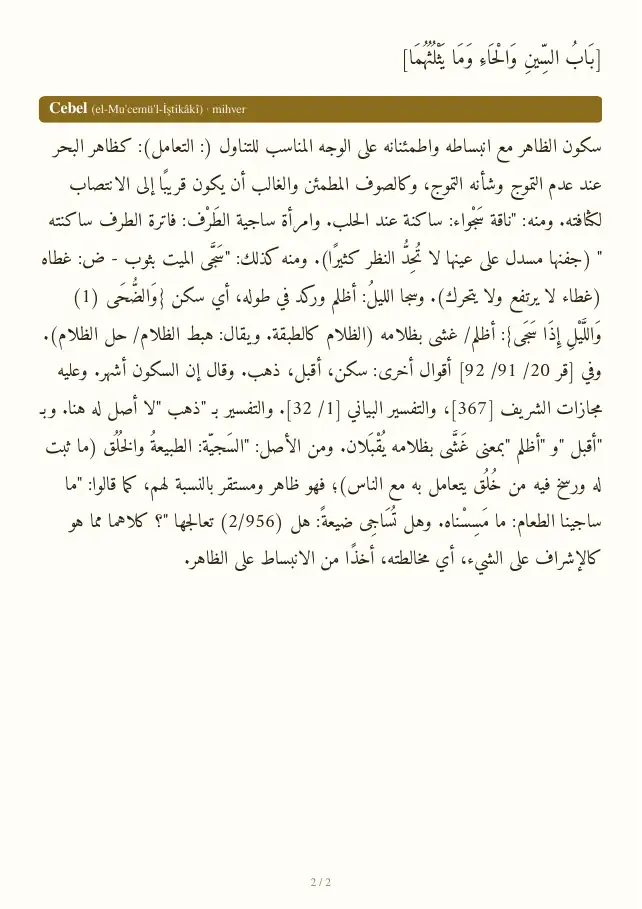 [بَابُ السِّينِ وَالْحَاءِ وَمَا يَثْلُثُهُمَا]
Cebel (el-Mu'cemü'l-İştikâkî) · mihver
سكون الظاهر مع انبساطه واطمئنانه على الوجه المناسب للتناول (: التعامل): كظاهر البحر
عند عدم التموج وشأنه التموج، وكالصوف المطمئن والغالب أن يكون قريبًا إلى الانتصاب
لكثافته. ومنه: "ناقة سَجْواء: ساكنة عند الحلب. وامرأة ساجية الطَرْف: فاترة الطرف ساكنته
" (جفنها مسدل على عينها لا تُحِدُّ النظر كثيرًا). ومنه كذلك: "سَجَّى الميت بثوب - ض: غطاه
(غطاء لا يرتفع ولا يتحرك). وسجا الليلُ: أظلم وركد في طوله، أي سكن {وَالضُّحَى (1)
وَاللَّيْلِ إِذَا سَجَى}: أظلم/ غشى بظلامه (الظلام كالطبقة. ويقال: هبط الظلام/ حل الظلام).
وفي [قر 20/ 91/ 92] أقوال أخرى: سكن، أقبل، ذهب. وقال إن السكون أشهر. وعليه
مجازات الشريف [367]، والتفسير البياني [1/ 32]. والتفسير بـ "ذهب "لا أصل له هنا. وبـ
"أقبل "و "أظلم "بمعنى غَشَّى بظلامه يُقْبَلان. ومن الأصل: "السَجيّة: الطبيعةُ والخُلُق (ما ثبت
له ورسخ فيه من خُلُق يتعامل به مع الناس)؛ فهو ظاهر ومستقر بالنسبة لهم، كما قالوا: "ما
ساجينا الطعام: ما مَسِسْناه. وهل تُسَاجِى ضيعةً: هل (2/956) تعالجها "؟ كلاهما مما هو
كالإشراف على الشيء، أي مخالطته، أخذًا من الانبساط على الظاهر.
2 / 2